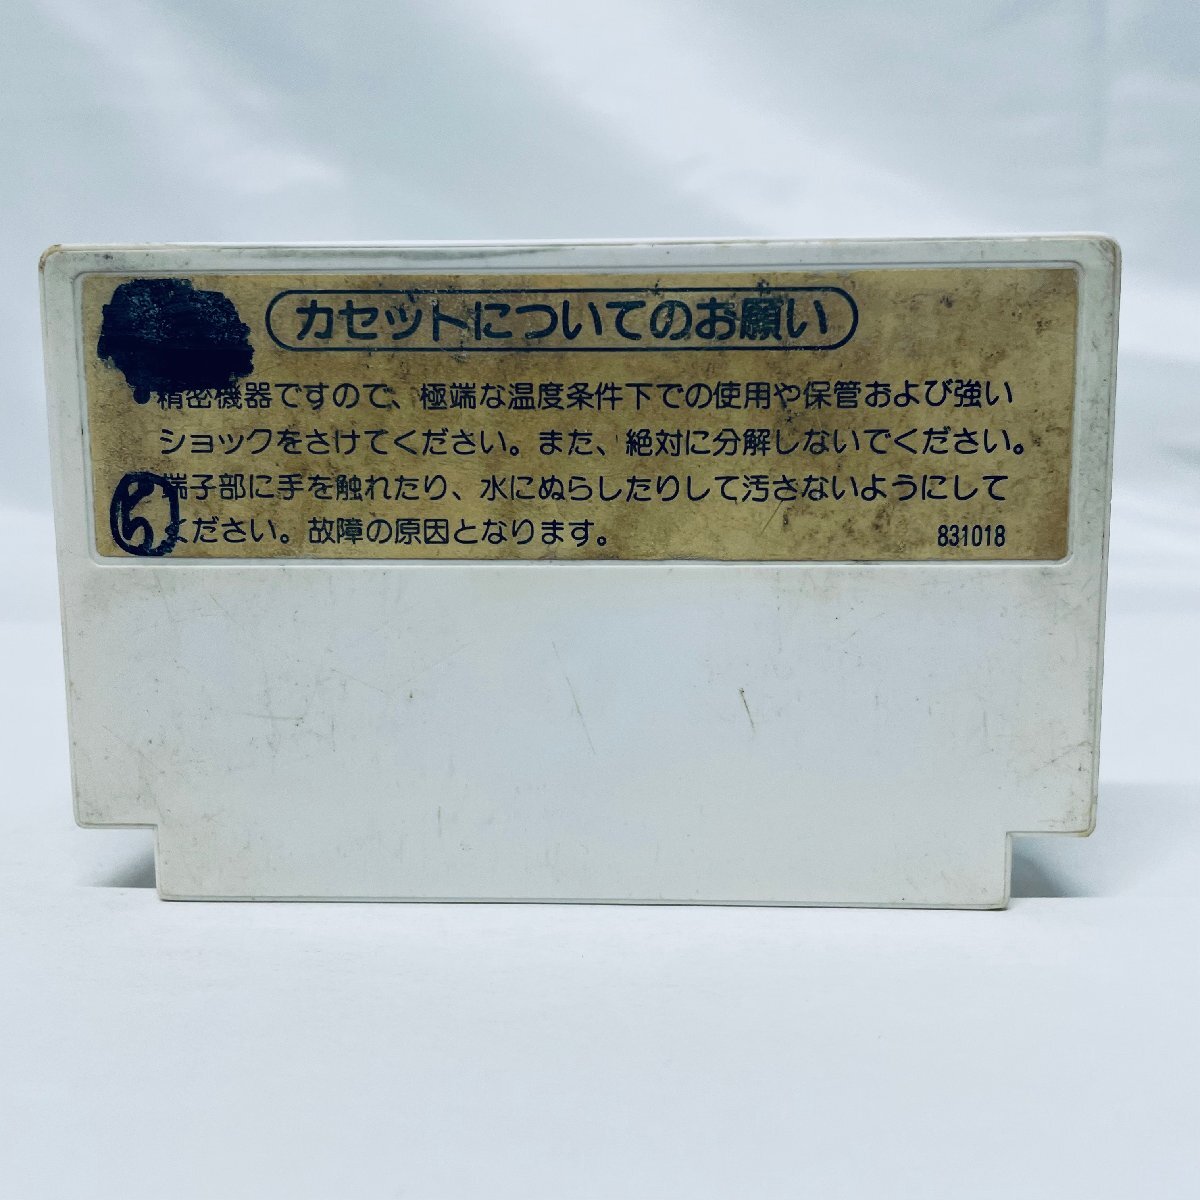 カセットについてのお願い
●精密機器ですので、極端な温度条件下での使用や保管および強い
ショックをさけてください。また、絶対に分解しないでください。
端子部に手を触れたり、水にぬらしたりして汚さないようにして
ください。故障の原因となります。 831018
ち